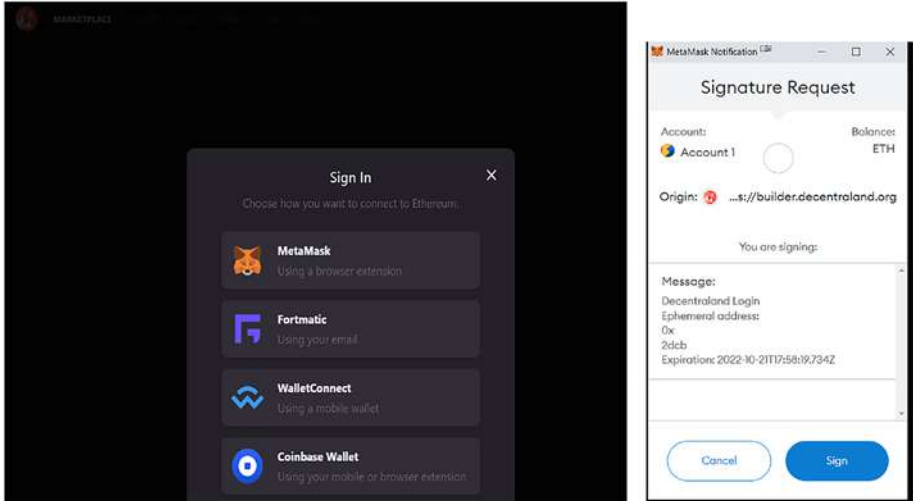 MARKETPLACE
Sign In
Choose how you want to connect to Ethereum.
MetaMask
Using a browser extension
Fortmatic
Using your email
WalletConnect
Using a mobile wallet
Coinbase Wallet
Using your mobile or browser extension
MetaMask Notification
Signature Request
Account:
Balance:
Account 1
ETH
Origin: ...s://builder.decentraland.org
You are signing:
Message:
Decentraland Login
Ephemeral address:
0x
2dcb
Expiration: 2022-10-21T17:58:19.734Z
Cancel
Sign